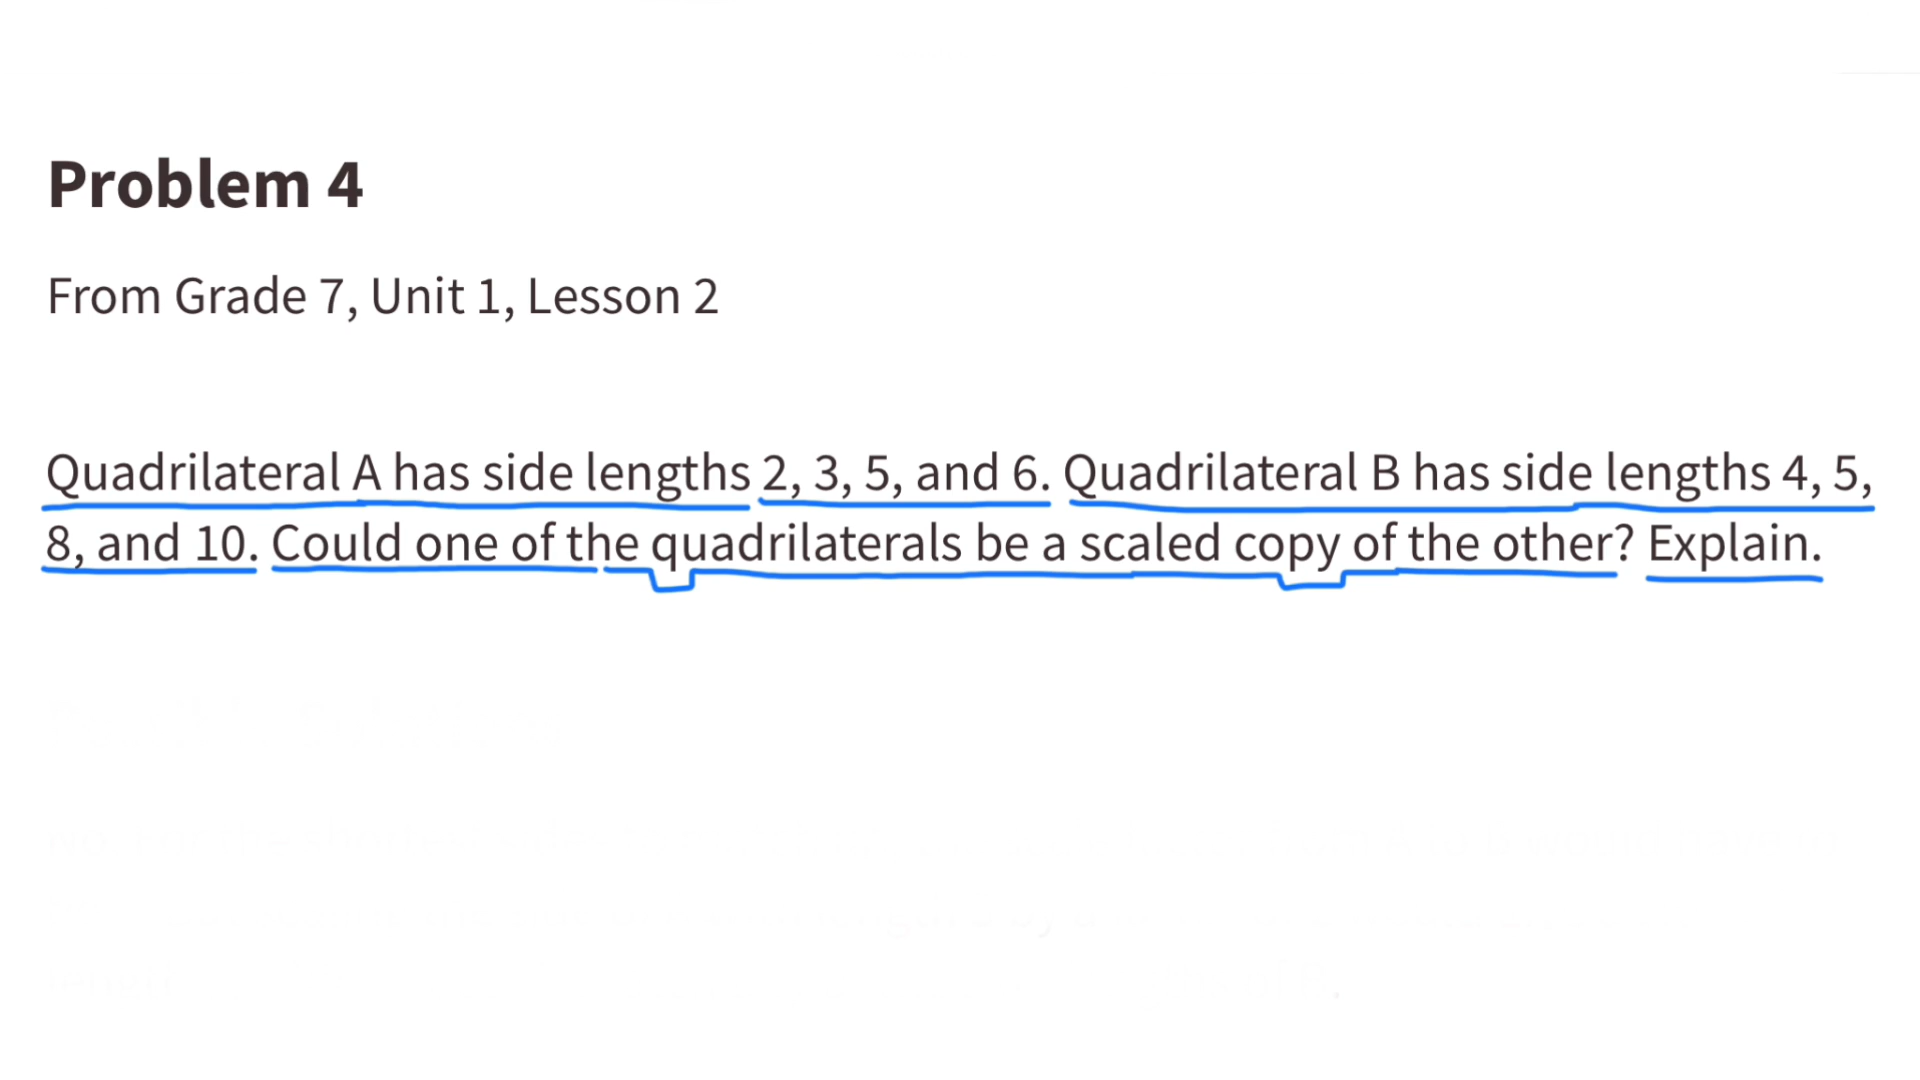 Problem 4
From Grade 7, Unit 1, Lesson 2
Quadrilateral A has side lengths 2, 3, 5, and 6. Quadrilateral B has side lengths 4, 5,
8, and 10. Could one of the quadrilaterals be a scaled copy of the other? Explain.